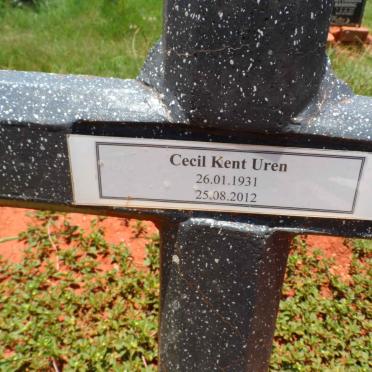 Cecil Kent Uren
26.01.1931
25.08.2012